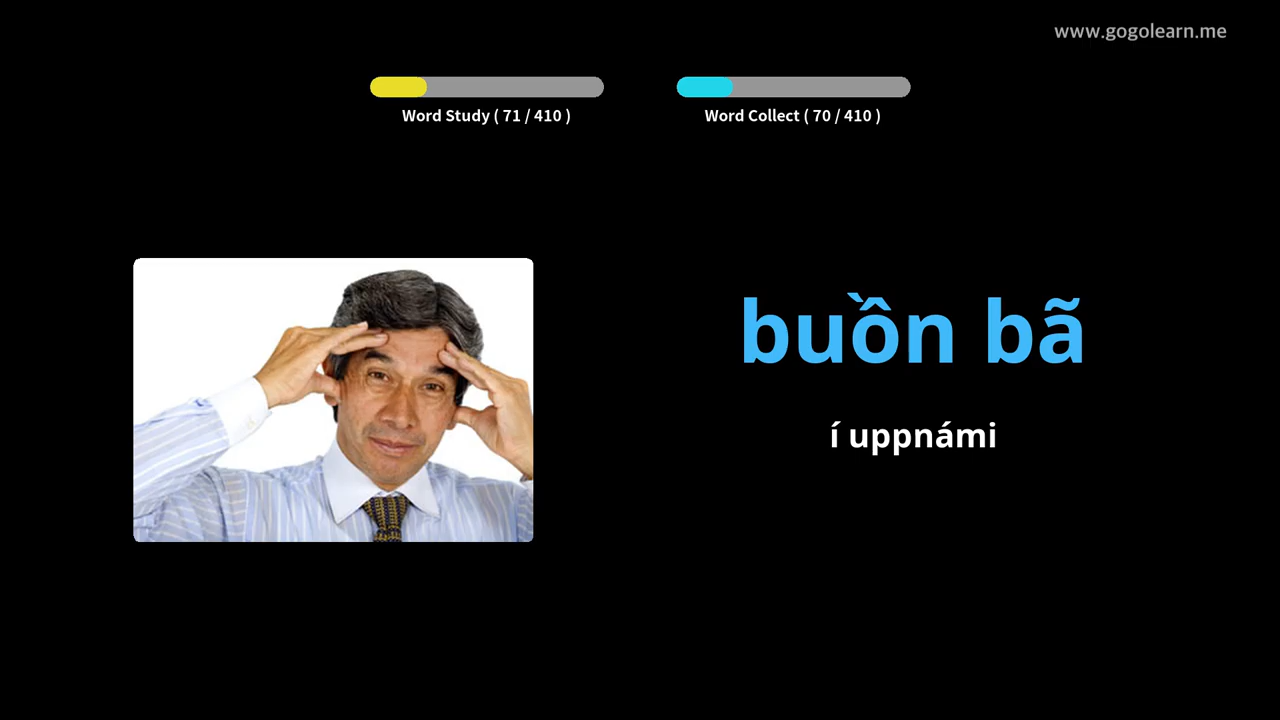 www.gogolearn.me
Word Study ( 71 / 410 )
Word Collect ( 70 / 410 )
buồn bã
í uppnámi